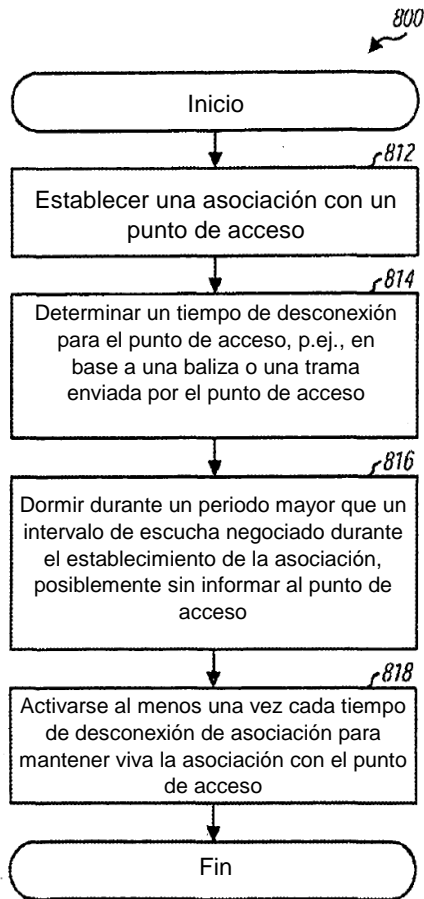 800
Inicio
812
Establecer una asociación con un
punto de acceso
814
Determinar un tiempo de desconexión
para el punto de acceso, p.ej., en
base a una baliza o una trama
enviada por el punto de acceso
816
Dormir durante un periodo mayor que un
intervalo de escucha negociado durante
el establecimiento de la asociación,
posiblemente sin informar al punto de
acceso
818
Activarse al menos una vez cada tiempo
de desconexión de asociación para
mantener viva la asociación con el punto
de acceso
Fin